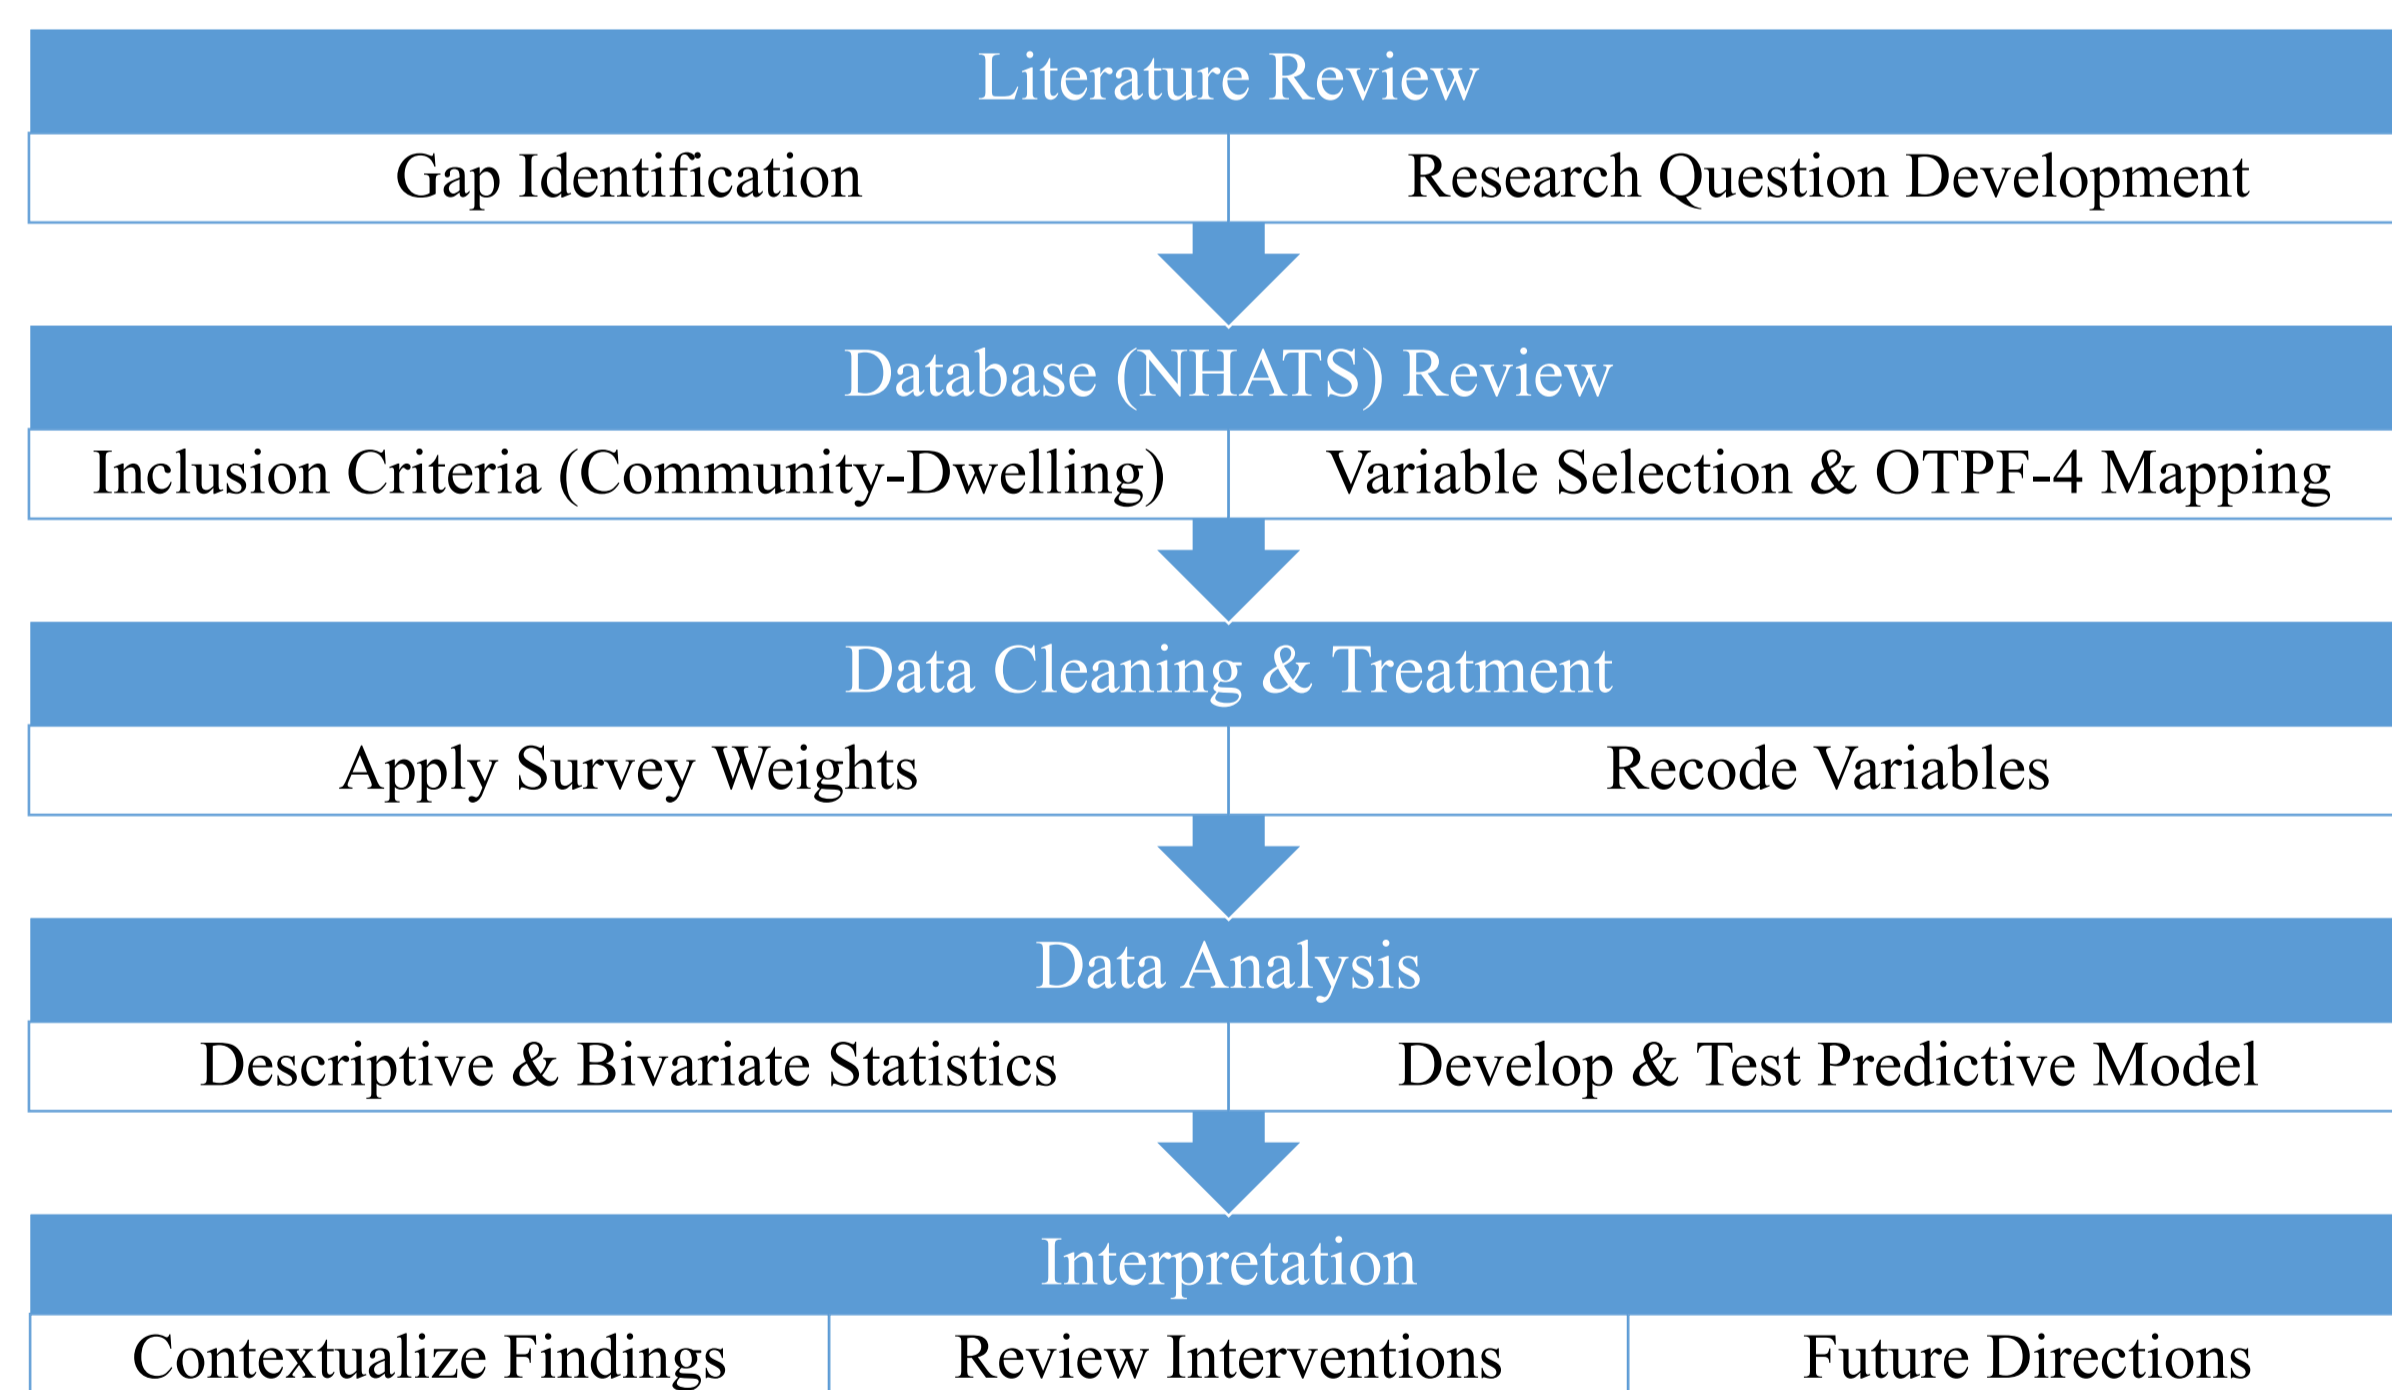 Literature Review
Gap Identification
Research Question Development
Database (NHATS) Review
Inclusion Criteria (Community-Dwelling)
Variable Selection & OTPF-4 Mapping
Data Cleaning & Treatment
Apply Survey Weights
Recode Variables
Data Analysis
Descriptive & Bivariate Statistics
Develop & Test Predictive Model
Interpretation
Contextualize Findings
Review Interventions
Future Directions